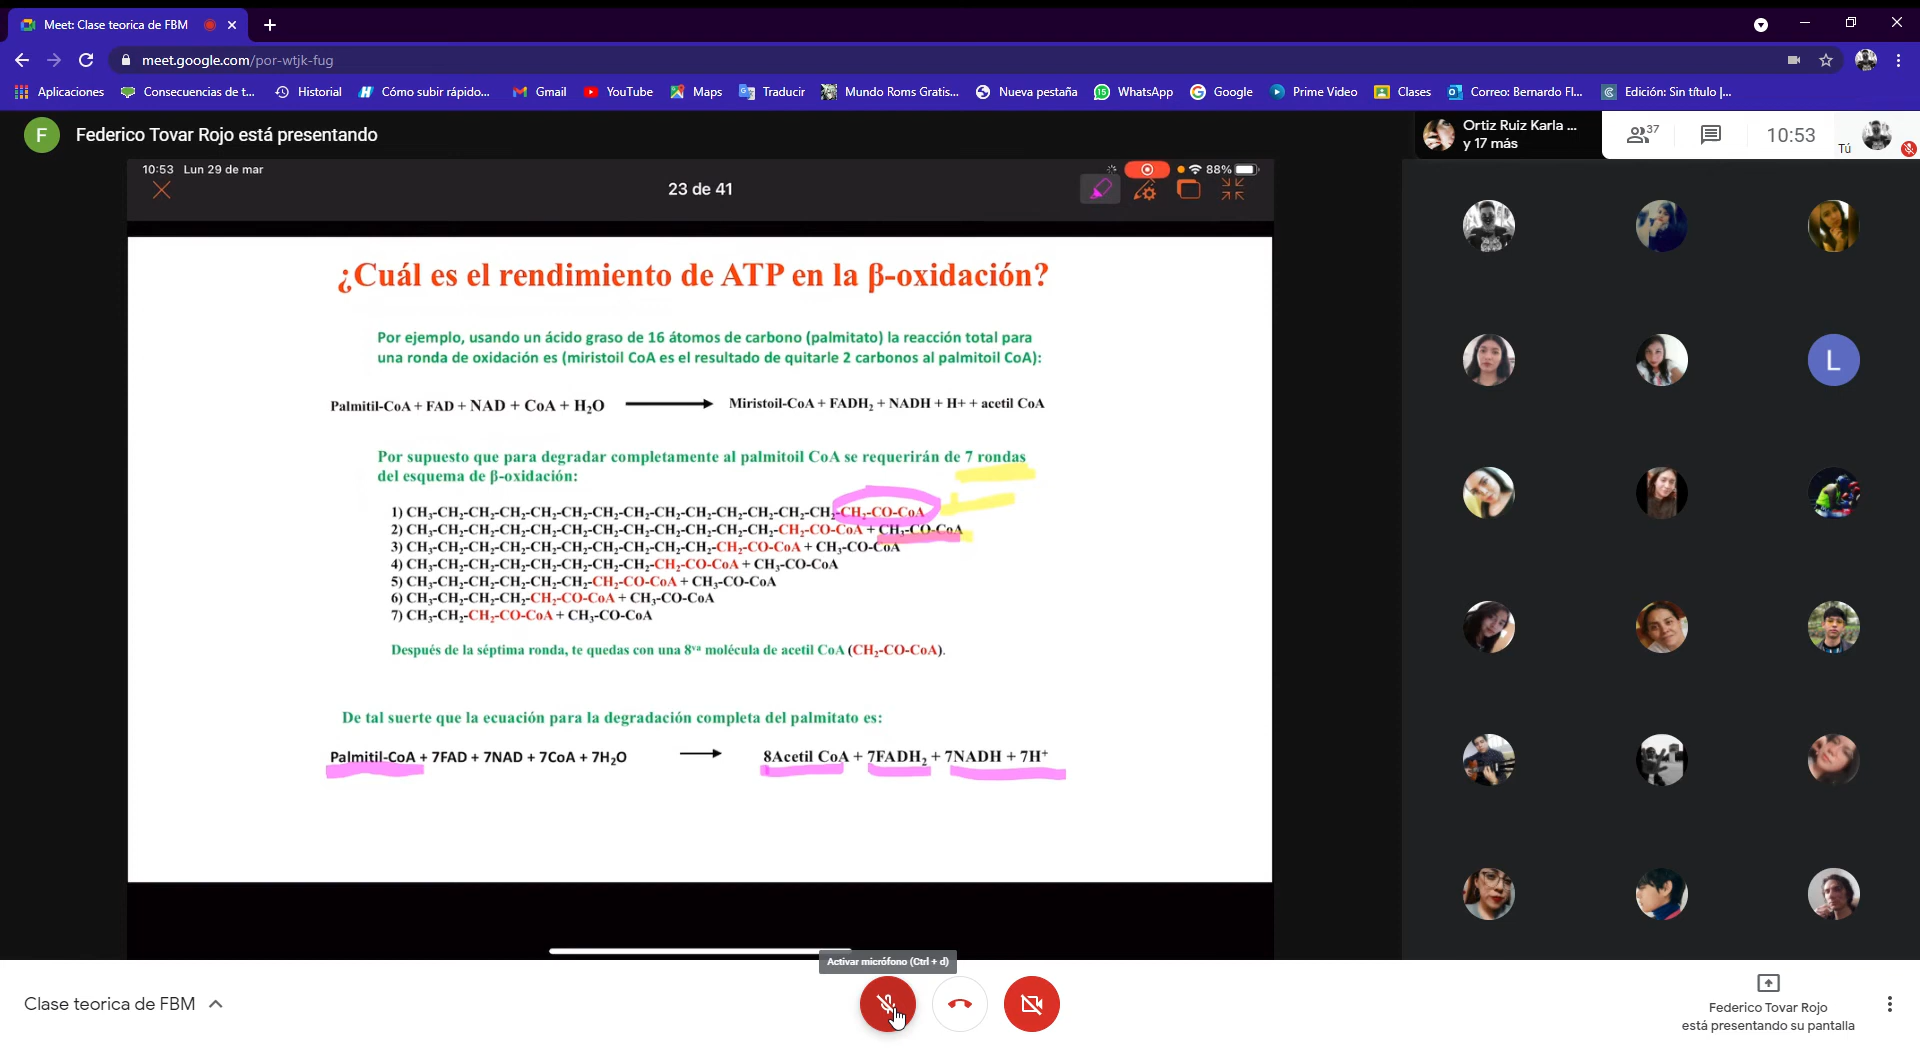 Meet: Clase teorica de FBM
meet.google.com/por-wtjk-fug
Aplicaciones Consecuencias de t... Historial Cómo subir rápido... Gmail YouTube Maps Traducir Mundo Roms Gratis... Nueva pestaña WhatsApp Google Prime Video Clases Correo: Bernardo Fl... Edición: Sin título |...
F Federico Tovar Rojo está presentando
Ortiz Ruiz Karla ...
y 17 más
37
10:53
Tú
10:53 Lun 29 de mar
88%
23 de 41
¿Cuál es el rendimiento de ATP en la β-oxidación?
Por ejemplo, usando un ácido graso de 16 átomos de carbono (palmitato) la reacción total para
una ronda de oxidación es (miristoil CoA es el resultado de quitarle 2 carbonos al palmitoil CoA):
Palmitil-CoA + FAD + NAD + CoA + H₂O ⟶ Miristoil-CoA + FADH₂ + NADH + H+ + acetil CoA
Por supuesto que para degradar completamente al palmitoil CoA se requerirán de 7 rondas
del esquema de β-oxidación:
1) CH₃-CH₂-CH₂-CH₂-CH₂-CH₂-CH₂-CH₂-CH₂-CH₂-CH₂-CH₂-CH₂-CH₂-CH₂-CO-CoA
2) CH₃-CH₂-CH₂-CH₂-CH₂-CH₂-CH₂-CH₂-CH₂-CH₂-CH₂-CH₂-CH₂-CO-CoA + CH₃-CO-CoA
3) CH₃-CH₂-CH₂-CH₂-CH₂-CH₂-CH₂-CH₂-CH₂-CH₂-CH₂-CO-CoA + CH₃-CO-CoA
4) CH₃-CH₂-CH₂-CH₂-CH₂-CH₂-CH₂-CH₂-CH₂-CO-CoA + CH₃-CO-CoA
5) CH₃-CH₂-CH₂-CH₂-CH₂-CH₂-CH₂-CO-CoA + CH₃-CO-CoA
6) CH₃-CH₂-CH₂-CH₂-CH₂-CO-CoA + CH₃-CO-CoA
7) CH₃-CH₂-CH₂-CO-CoA + CH₃-CO-CoA
Después de la séptima ronda, te quedas con una 8ᵛᵃ molécula de acetil CoA (CH₂-CO-CoA).
De tal suerte que la ecuación para la degradación completa del palmitato es:
Palmitil-CoA + 7FAD + 7NAD + 7CoA + 7H₂O ⟶ 8Acetil CoA + 7FADH₂ + 7NADH + 7H⁺
L
Activar micrófono (Ctrl + d)
Clase teorica de FBM
Federico Tovar Rojo
está presentando su pantalla